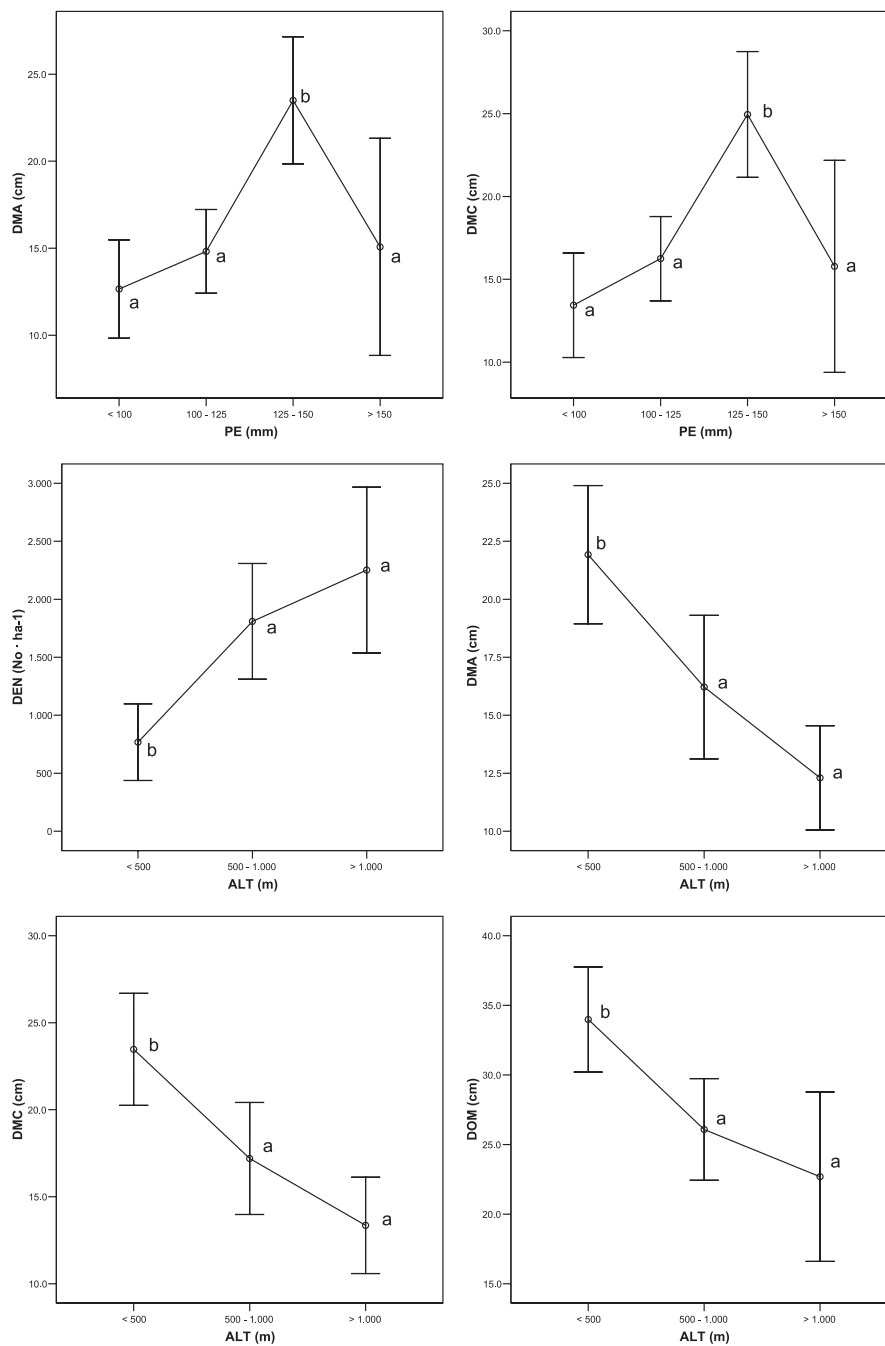 25.0
20.0
15.0
10.0
DMA (cm)
a
a
b
a
< 100
100 - 125
125 - 150
> 150
PE (mm)
30.0
25.0
20.0
15.0
10.0
DMC (cm)
a
a
b
a
< 100
100 - 125
125 - 150
> 150
PE (mm)
3.000
2.500
2.000
1.500
1.000
500
0
DEN (No · ha-1)
b
a
a
< 500
500 - 1.000
> 1.000
ALT (m)
25.0
22.5
20.0
17.5
15.0
12.5
10.0
DMA (cm)
b
a
a
< 500
500 - 1.000
> 1.000
ALT (m)
30.0
25.0
20.0
15.0
10.0
DMC (cm)
b
a
a
< 500
500 - 1.000
> 1.000
ALT (m)
40.0
35.0
30.0
25.0
20.0
15.0
DOM (cm)
b
a
a
< 500
500 - 1.000
> 1.000
ALT (m)